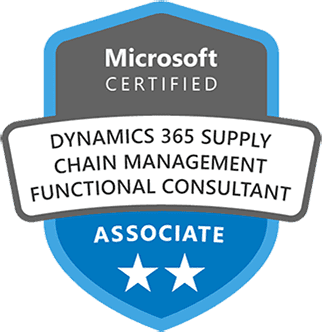 Microsoft
CERTIFIED
DYNAMICS 365 SUPPLY
CHAIN MANAGEMENT
FUNCTIONAL CONSULTANT
ASSOCIATE